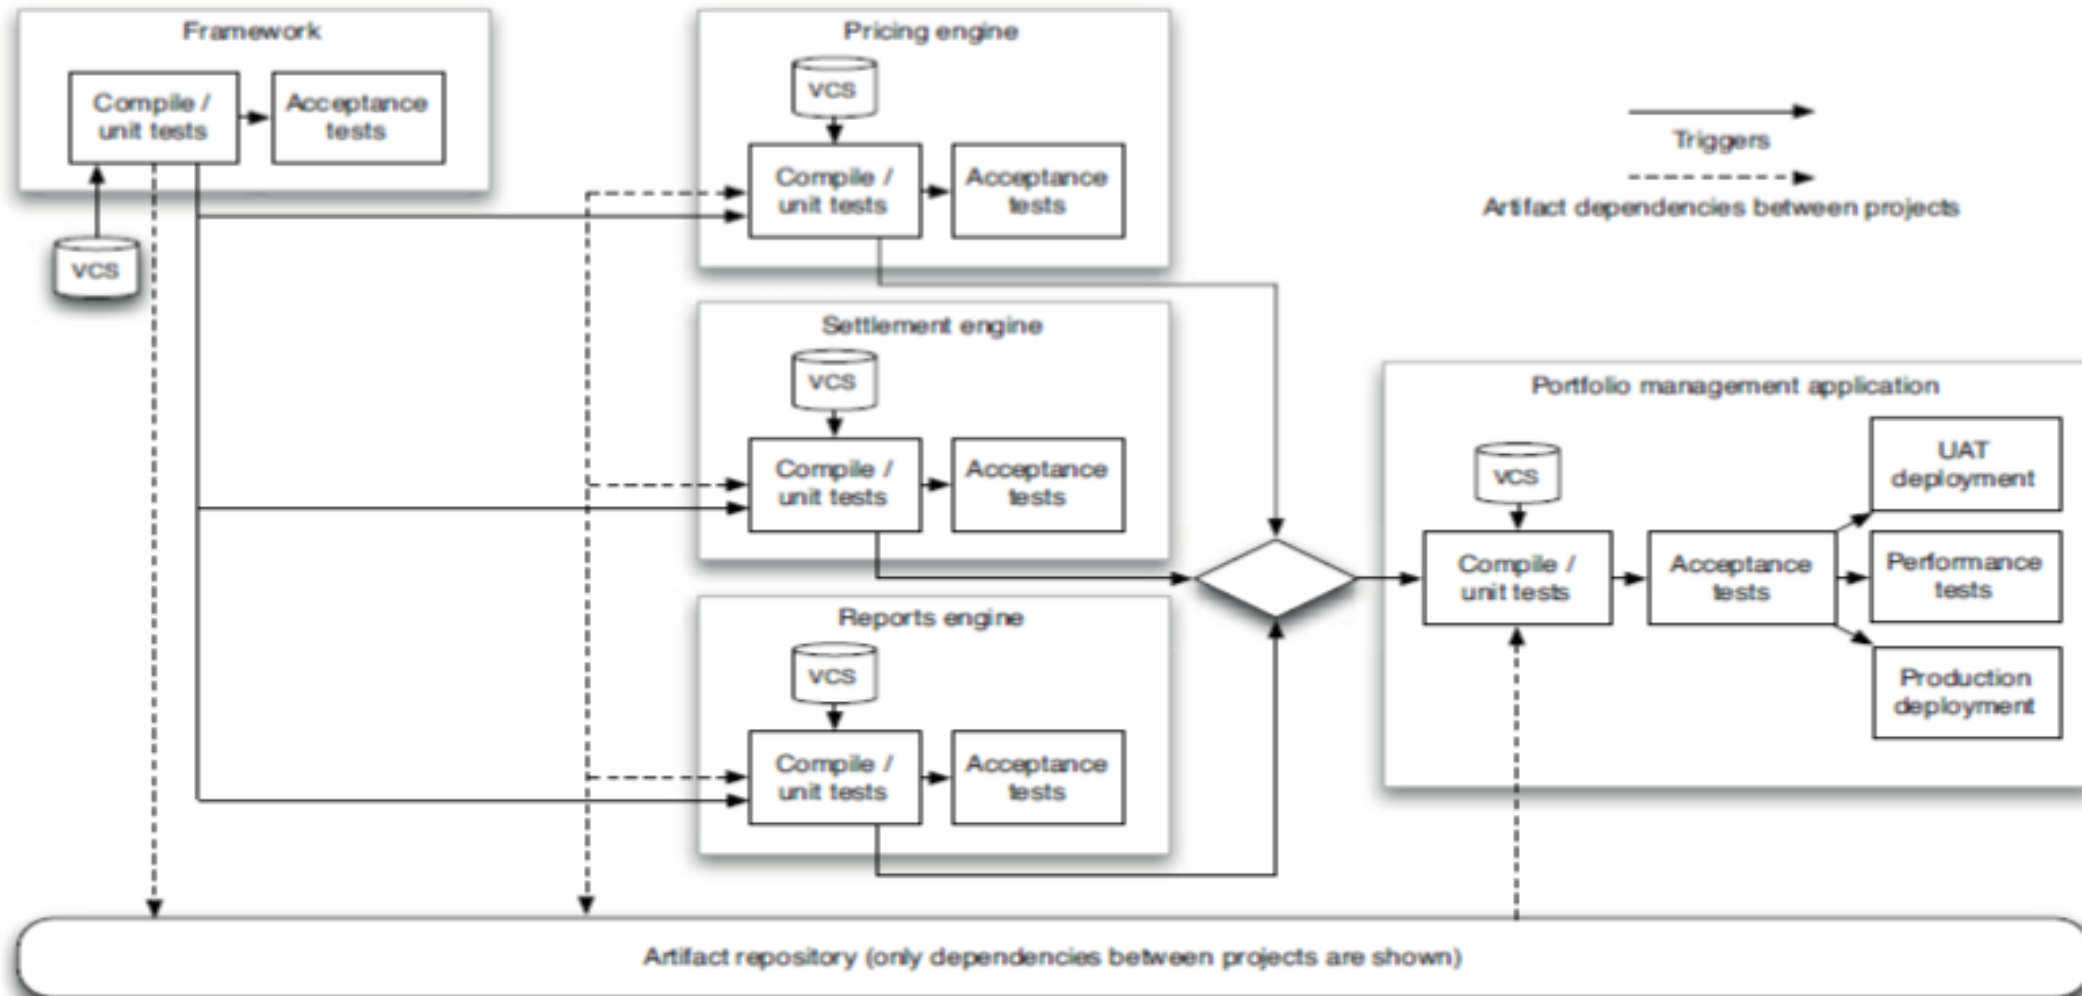 Framework
Compile /
unit tests
Acceptance
tests
VCS
Pricing engine
VCS
Compile /
unit tests
Acceptance
tests
Triggers
Artifact dependencies between projects
Settlement engine
VCS
Compile /
unit tests
Acceptance
tests
Reports engine
VCS
Compile /
unit tests
Acceptance
tests
Portfolio management application
VCS
Compile /
unit tests
Acceptance
tests
UAT
deployment
Performance
tests
Production
deployment
Artifact repository (only dependencies between projects are shown)